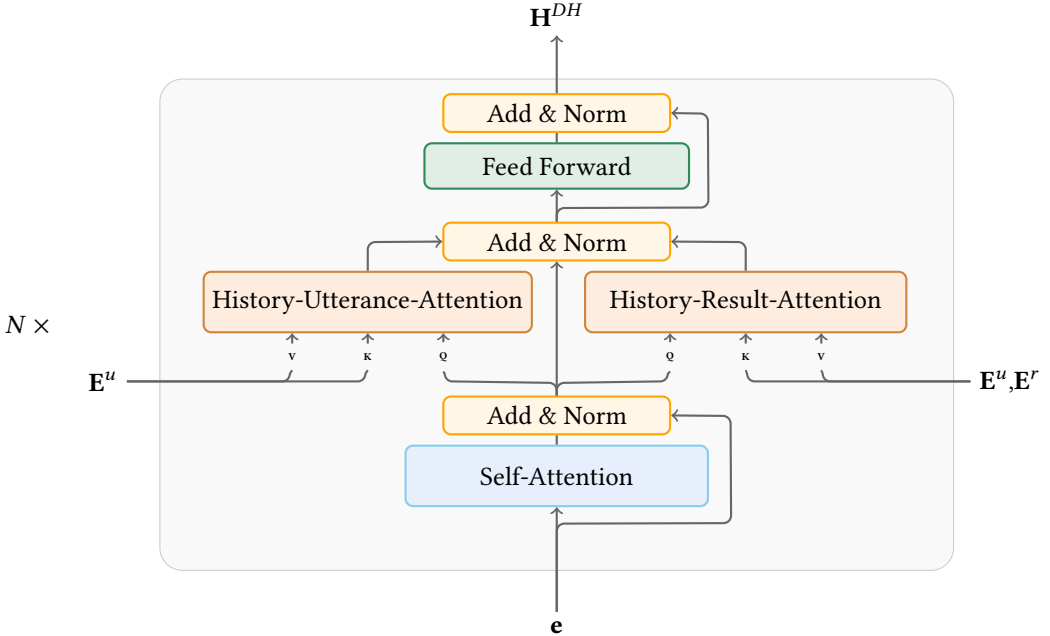 H^{DH}
Add & Norm
Feed Forward
Add & Norm
History-Utterance-Attention
History-Result-Attention
N ×
V K Q
Q K V
E^u
E^u,E^r
Add & Norm
Self-Attention
e